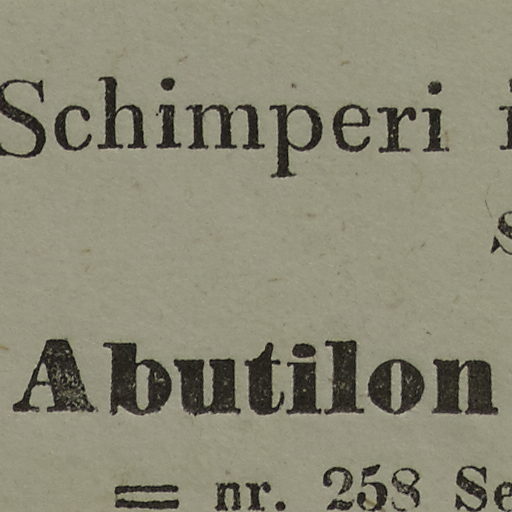 Schimperi
Abutilon
= nr. 258